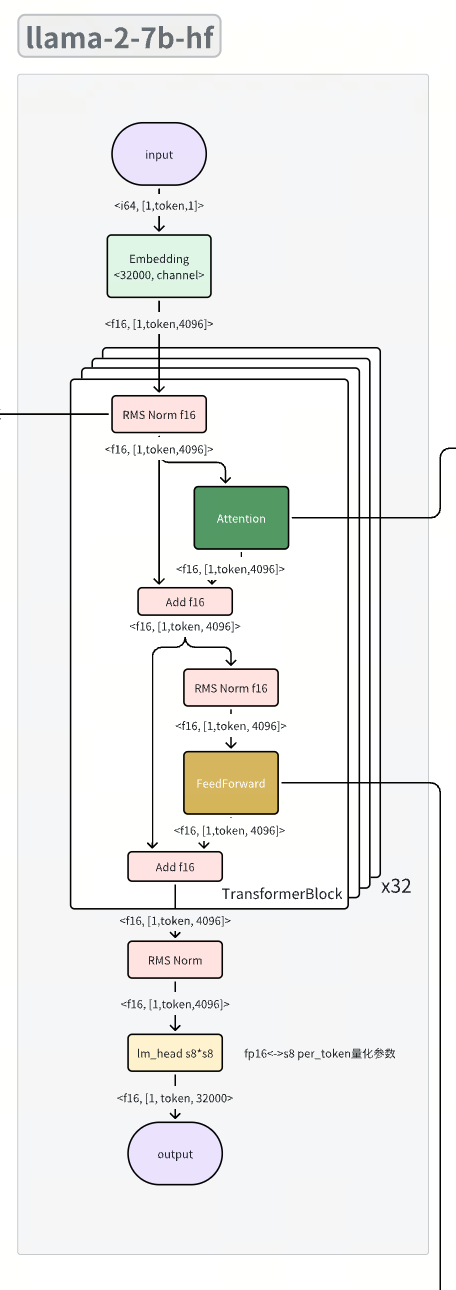 llama-2-7b-hf
input
<i64, [1,token,1]>
Embedding
<32000, channel>
<f16, [1,token,4096]>
RMS Norm f16
<f16, [1,token,4096]>
Attention
<f16, [1,token,4096]>
Add f16
<f16, [1,token, 4096]>
RMS Norm f16
<f16, [1,token, 4096]>
FeedForward
<f16, [1,token, 4096]>
Add f16
TransformerBlock
x32
<f16, [1,token, 4096]>
RMS Norm
<f16, [1,token,4096]>
lm_head s8*s8
fp16<->s8 per_token量化参数
<f16, [1, token, 32000>
output